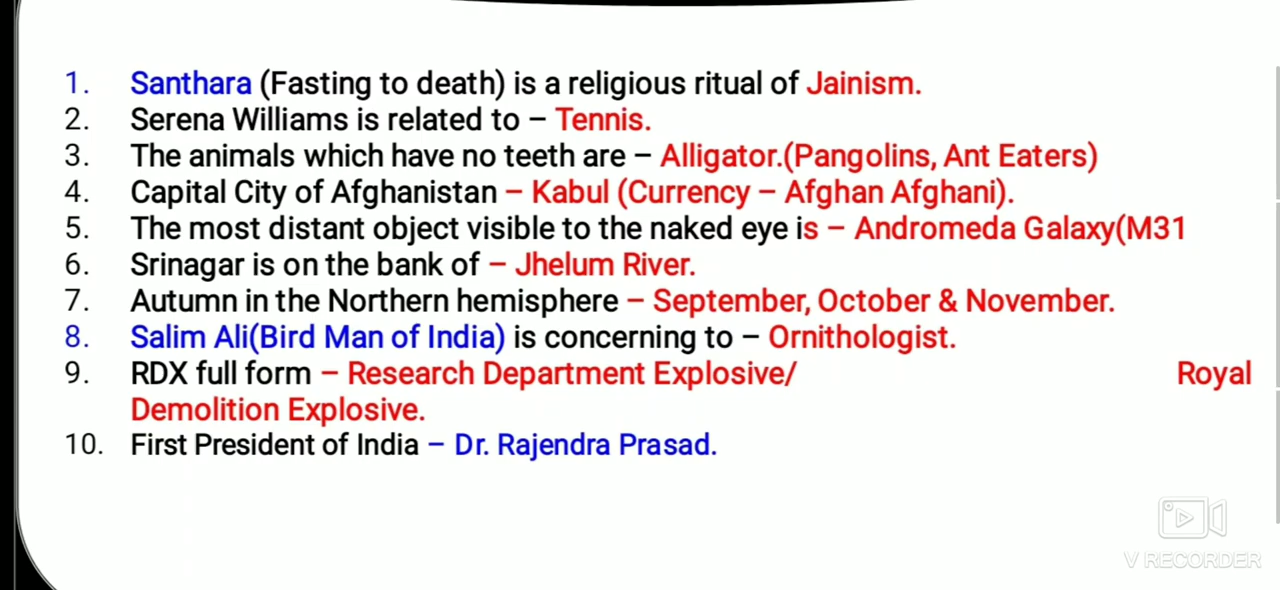 1. Santhara (Fasting to death) is a religious ritual of Jainism.
2. Serena Williams is related to – Tennis.
3. The animals which have no teeth are – Alligator.(Pangolins, Ant Eaters)
4. Capital City of Afghanistan – Kabul (Currency – Afghan Afghani).
5. The most distant object visible to the naked eye is – Andromeda Galaxy(M31
6. Srinagar is on the bank of – Jhelum River.
7. Autumn in the Northern hemisphere – September, October & November.
8. Salim Ali(Bird Man of India) is concerning to – Ornithologist.
9. RDX full form – Research Department Explosive/ Royal
Demolition Explosive.
10. First President of India – Dr. Rajendra Prasad.
V RECORDER